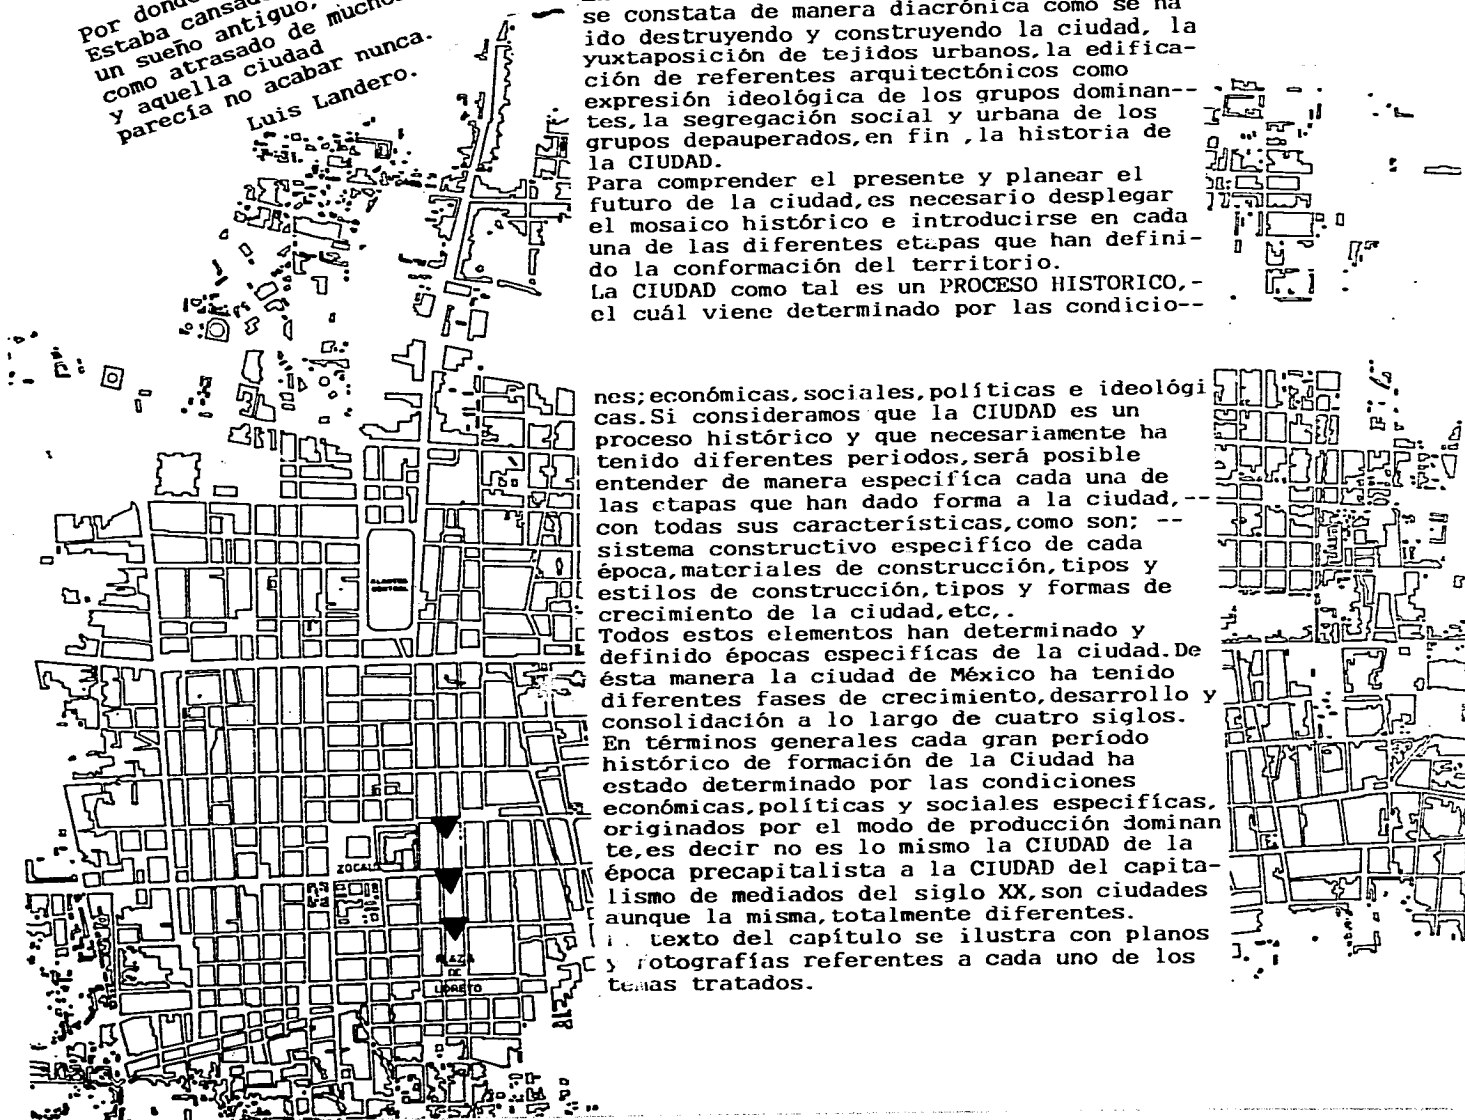 Por
Estaba
un sueño antiguo,
como atrasado de
y aquella ciudad
parecía no acabar nunca.
Luis Landero.
se constata de manera diacrónica como se ha
ido destruyendo y construyendo la ciudad, la
yuxtaposición de tejidos urbanos,la edifica-
ción de referentes arquitectónicos como
expresión ideológica de los grupos dominan--
tes,la segregación social y urbana de los
grupos depauperados,en fin ,la historia de
la CIUDAD.
Para comprender el presente y planear el
futuro de la ciudad,es necesario desplegar
el mosaico histórico e introducirse en cada
una de las diferentes etapas que han defini-
do la conformación del territorio.
La CIUDAD como tal es un PROCESO HISTORICO,-
el cuál viene determinado por las condicio--
nes;económicas,sociales,políticas e ideológi
cas.Si consideramos que la CIUDAD es un
proceso histórico y que necesariamente ha
tenido diferentes periodos,será posible
entender de manera especifíca cada una de
las etapas que han dado forma a la ciudad,--
con todas sus características,como son; --
sistema constructivo especifíco de cada
época,materiales de construcción,tipos y
estilos de construcción,tipos y formas de
crecimiento de la ciudad,etc,.
Todos estos elementos han determinado y
definido épocas especifícas de la ciudad.De
ésta manera la ciudad de México ha tenido
diferentes fases de crecimiento,desarrollo y
consolidación a lo largo de cuatro siglos.
En términos generales cada gran período
histórico de formación de la Ciudad ha
estado determinado por las condiciones
económicas,políticas y sociales especifícas,
originados por el modo de producción dominan
te,es decir no es lo mismo la CIUDAD de la
época precapitalista a la CIUDAD del capita-
lismo de mediados del siglo XX,son ciudades
aunque la misma,totalmente diferentes.
texto del capítulo se ilustra con planos
y fotografías referentes a cada uno de los
temas tratados.
ALAMEDA
CENTRAL
ZOCALO
PLAZA
DE
LORETO